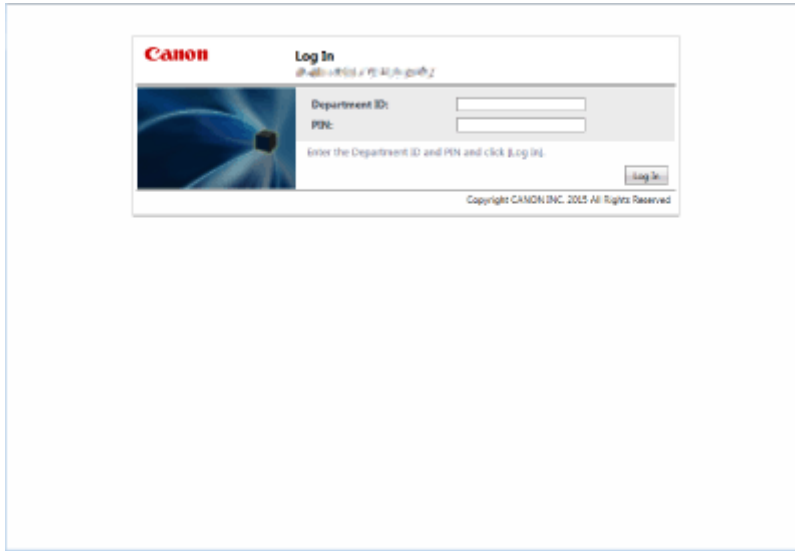 Canon
Log In
Department ID:
PIN:
Enter the Department ID and PIN and click [Log In].
Log In
Copyright CANON INC. 2015 All Rights Reserved